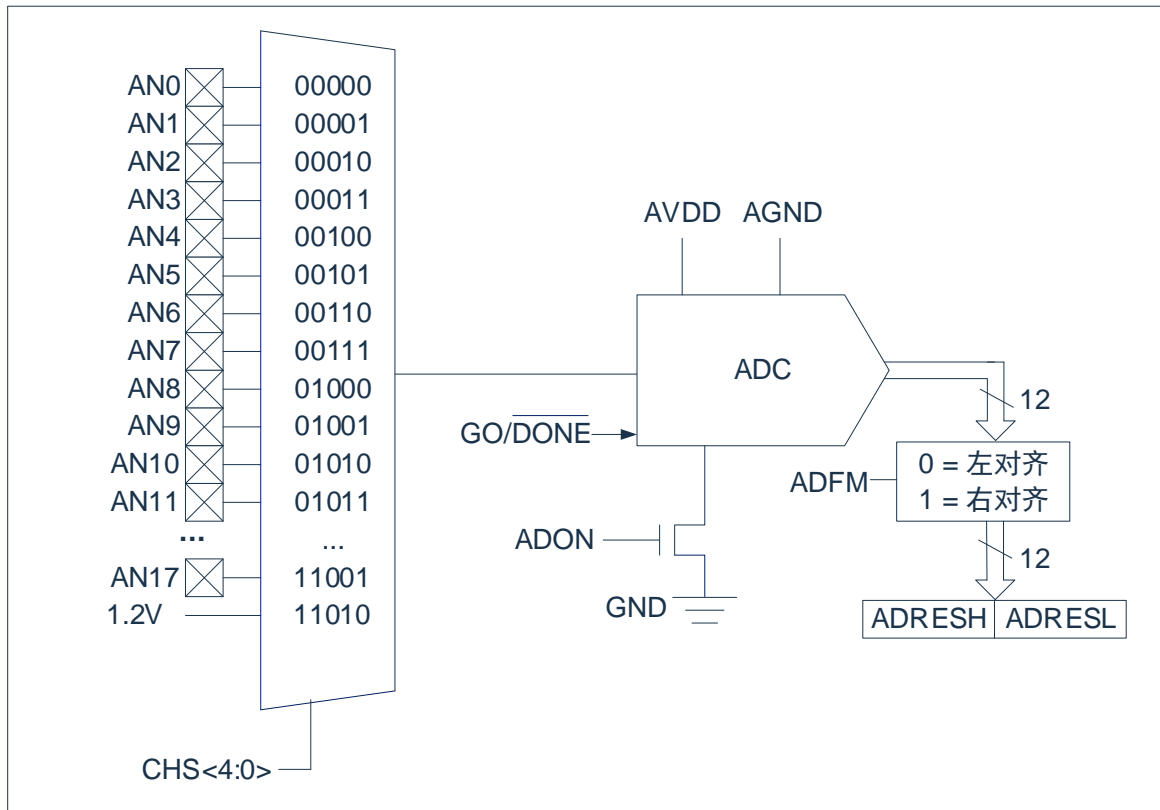 AN0 00000
AN1 00001
AN2 00010
AN3 00011
AN4 00100
AN5 00101
AN6 00110
AN7 00111
AN8 01000
AN9 01001
AN10 01010
AN11 01011
... ...
AN17 11001
1.2V 11010
CHS<4:0>
AVDD AGND
ADC
GO/DONE
ADON
GND
12
ADFM
0 = 左对齐
1 = 右对齐
12
ADRESH ADRESL